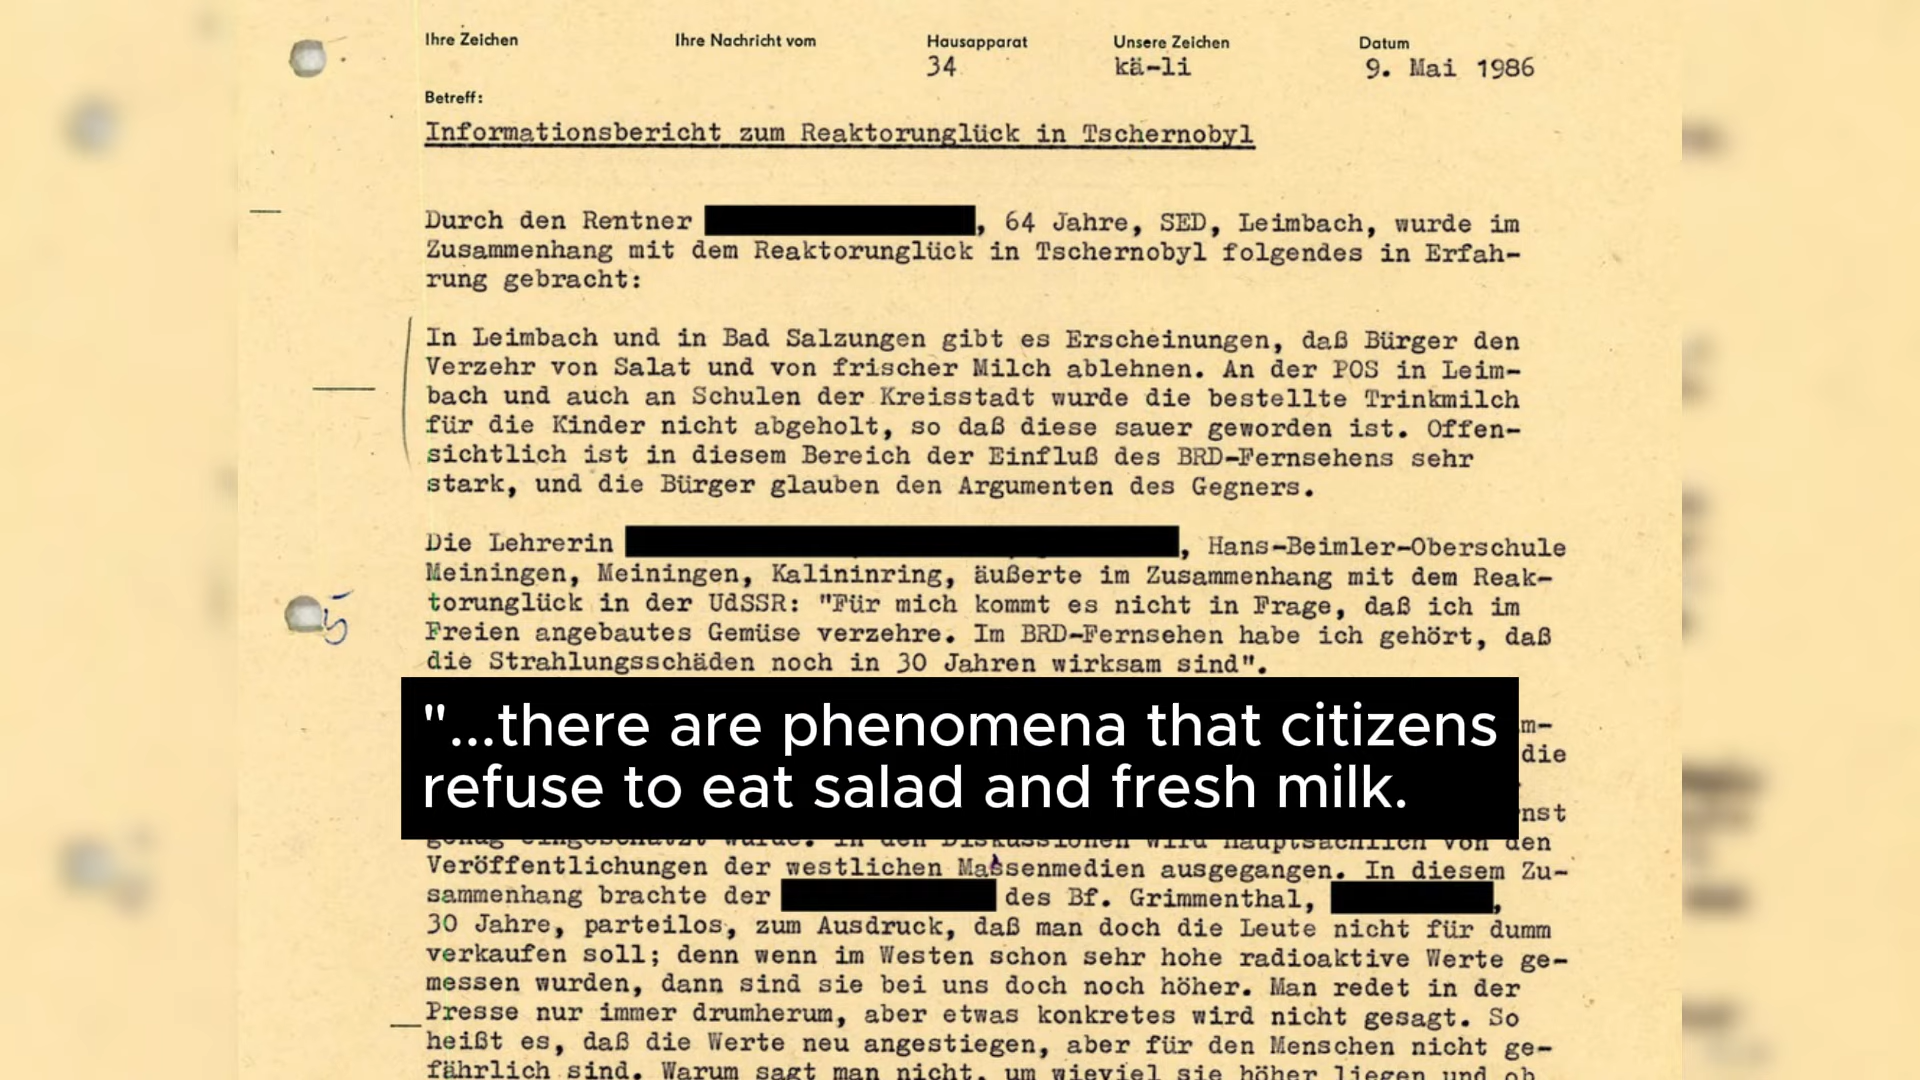 Ihre Zeichen Ihre Nachricht vom Hausapparat Unsere Zeichen Datum
34 kä-li 9. Mai 1986
Betreff:
Informationsbericht zum Reaktorunglück in Tschernobyl
Durch den Rentner , 64 Jahre, SED, Leimbach, wurde im
Zusammenhang mit dem Reaktorunglück in Tschernobyl folgendes in Erfah-
rung gebracht:
In Leimbach und in Bad Salzungen gibt es Erscheinungen, daß Bürger den
Verzehr von Salat und von frischer Milch ablehnen. An der POS in Leim-
bach und auch an Schulen der Kreisstadt wurde die bestellte Trinkmilch
für die Kinder nicht abgeholt, so daß diese sauer geworden ist. Offen-
sichtlich ist in diesem Bereich der Einfluß des BRD-Fernsehens sehr
stark, und die Bürger glauben den Argumenten des Gegners.
Die Lehrerin , Hans-Beimler-Oberschule
Meiningen, Meiningen, Kalininring, äußerte im Zusammenhang mit dem Reak-
torunglück in der UdSSR: "Für mich kommt es nicht in Frage, daß ich im
Freien angebautes Gemüse verzehre. Im BRD-Fernsehen habe ich gehört, daß
die Strahlungsschäden noch in 30 Jahren wirksam sind".
m-
die
"...there are phenomena that citizens
refuse to eat salad and fresh milk.
nst
genug eingeschätzt wurde. In den Diskussionen wird hauptsächlich von den
Veröffentlichungen der westlichen Massenmedien ausgegangen. In diesem Zu-
sammenhang brachte der des Bf. Grimmenthal, ,
30 Jahre, parteilos, zum Ausdruck, daß man doch die Leute nicht für dumm
verkaufen soll; denn wenn im Westen schon sehr hohe radioaktive Werte ge-
messen wurden, dann sind sie bei uns doch noch höher. Man redet in der
Presse nur immer drumherum, aber etwas konkretes wird nicht gesagt. So
heißt es, daß die Werte neu angestiegen, aber für den Menschen nicht ge-
fährlich sind. Warum sagt man nicht, um wieviel sie höher liegen und ob